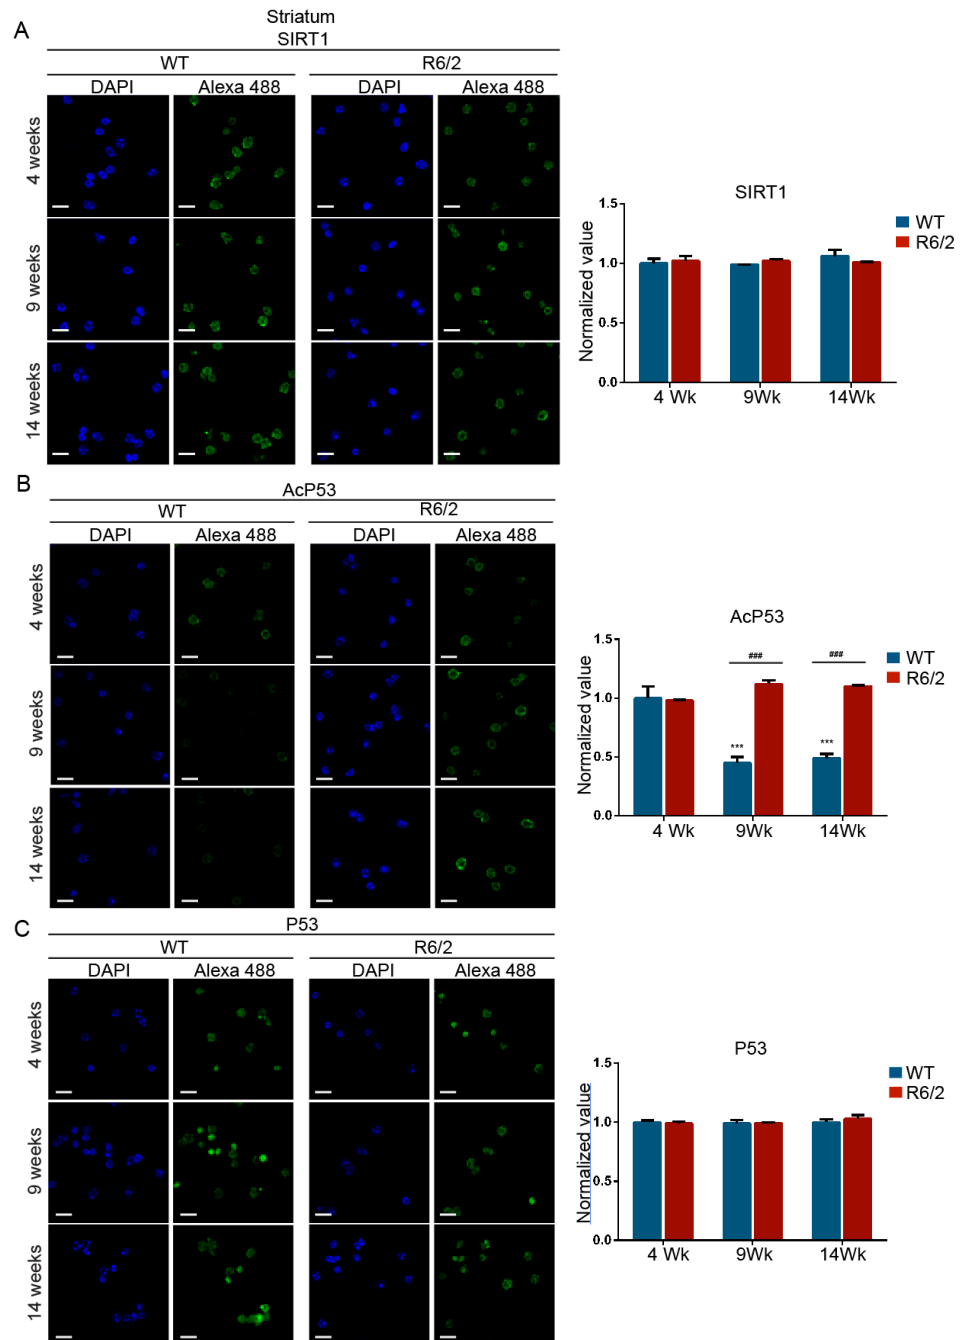 A
Striatum
SIRT1
WT R6/2
DAPI Alexa 488 DAPI Alexa 488
4 weeks
9 weeks
14 weeks
SIRT1
Normalized value
1.5
1.0
0.5
0.0
4 Wk 9Wk 14Wk
WT
R6/2
B
AcP53
WT R6/2
DAPI Alexa 488 DAPI Alexa 488
4 weeks
9 weeks
14 weeks
AcP53
Normalized value
1.5
1.0
0.5
0.0
### ###
*** ***
4 Wk 9Wk 14Wk
WT
R6/2
C
P53
WT R6/2
DAPI Alexa 488 DAPI Alexa 488
4 weeks
9 weeks
14 weeks
P53
Normalized value
1.5
1.0
0.5
0.0
4 Wk 9Wk 14Wk
WT
R6/2